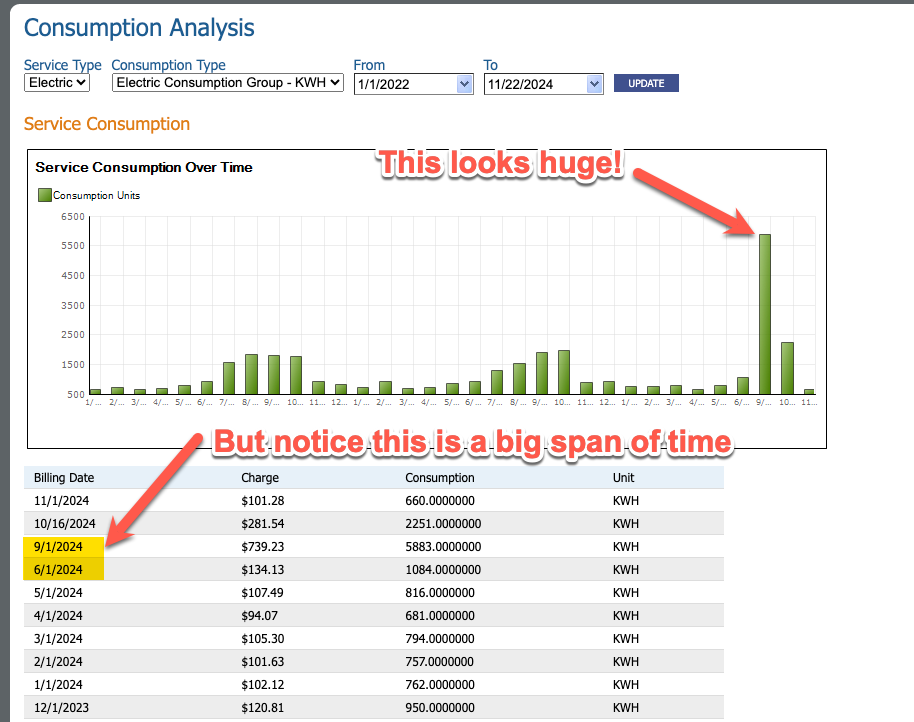 Consumption Analysis
Service Type Consumption Type From To
Electric Electric Consumption Group - KWH 1/1/2022 11/22/2024 UPDATE
Service Consumption
Service Consumption Over Time
This looks huge!
Consumption Units
6500
5500
4500
3500
2500
1500
500
1/... 2/... 3/... 4/... 5/... 6/... 7/... 8/... 9/... 10... 11... 12... 1/... 2/... 3/... 4/... 5/... 6/... 7/... 8/... 9/... 10... 11... 12... 1/... 2/... 3/... 4/... 5/... 6/... 9/... 10... 11...
But notice this is a big span of time
Billing Date Charge Consumption Unit
11/1/2024 $101.28 660.0000000 KWH
10/16/2024 $281.54 2251.0000000 KWH
9/1/2024 $739.23 5883.0000000 KWH
6/1/2024 $134.13 1084.0000000 KWH
5/1/2024 $107.49 816.0000000 KWH
4/1/2024 $94.07 681.0000000 KWH
3/1/2024 $105.30 794.0000000 KWH
2/1/2024 $101.63 757.0000000 KWH
1/1/2024 $102.12 762.0000000 KWH
12/1/2023 $120.81 950.0000000 KWH